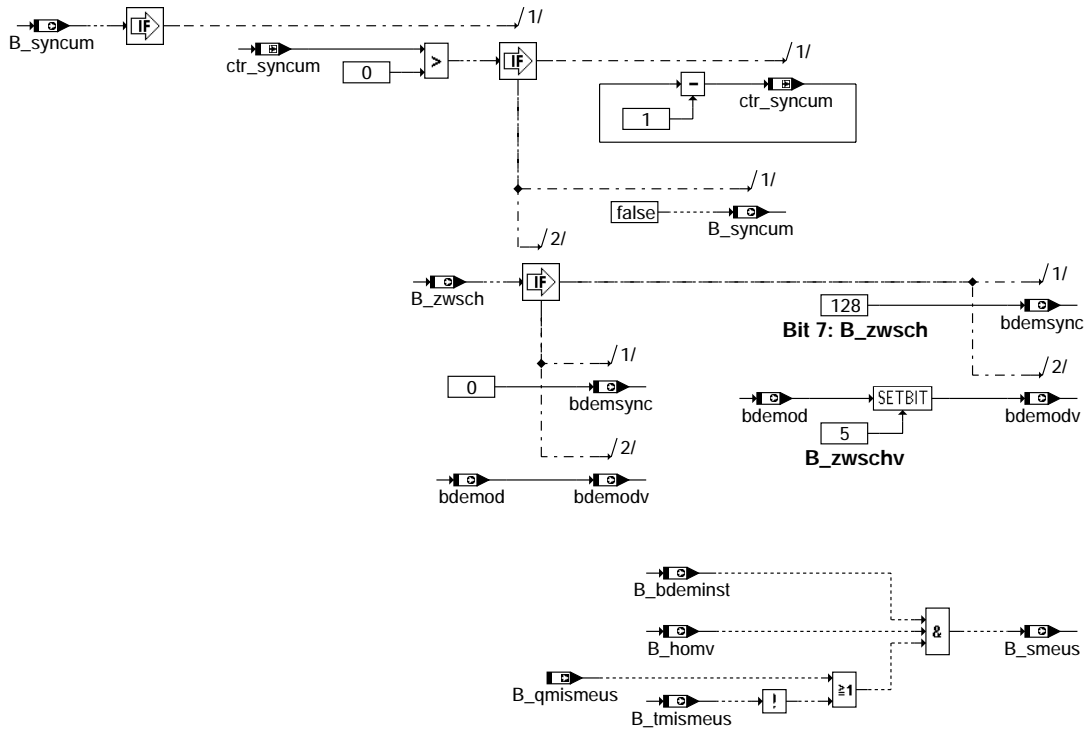 B_syncum
IF
/1/
ctr_syncum
0
>
IF
/1/
-
1
ctr_syncum
/1/
false
B_syncum
/2/
B_zwsch
IF
/1/
128
Bit 7: B_zwsch
bdemsync
/1/
0
bdemsync
/2/
bdemod
SETBIT
bdemodv
5
B_zwschv
/2/
bdemod
bdemodv
B_bdeminst
B_homv
&
B_smeus
B_qmismeus
≥1
B_tmismeus
!